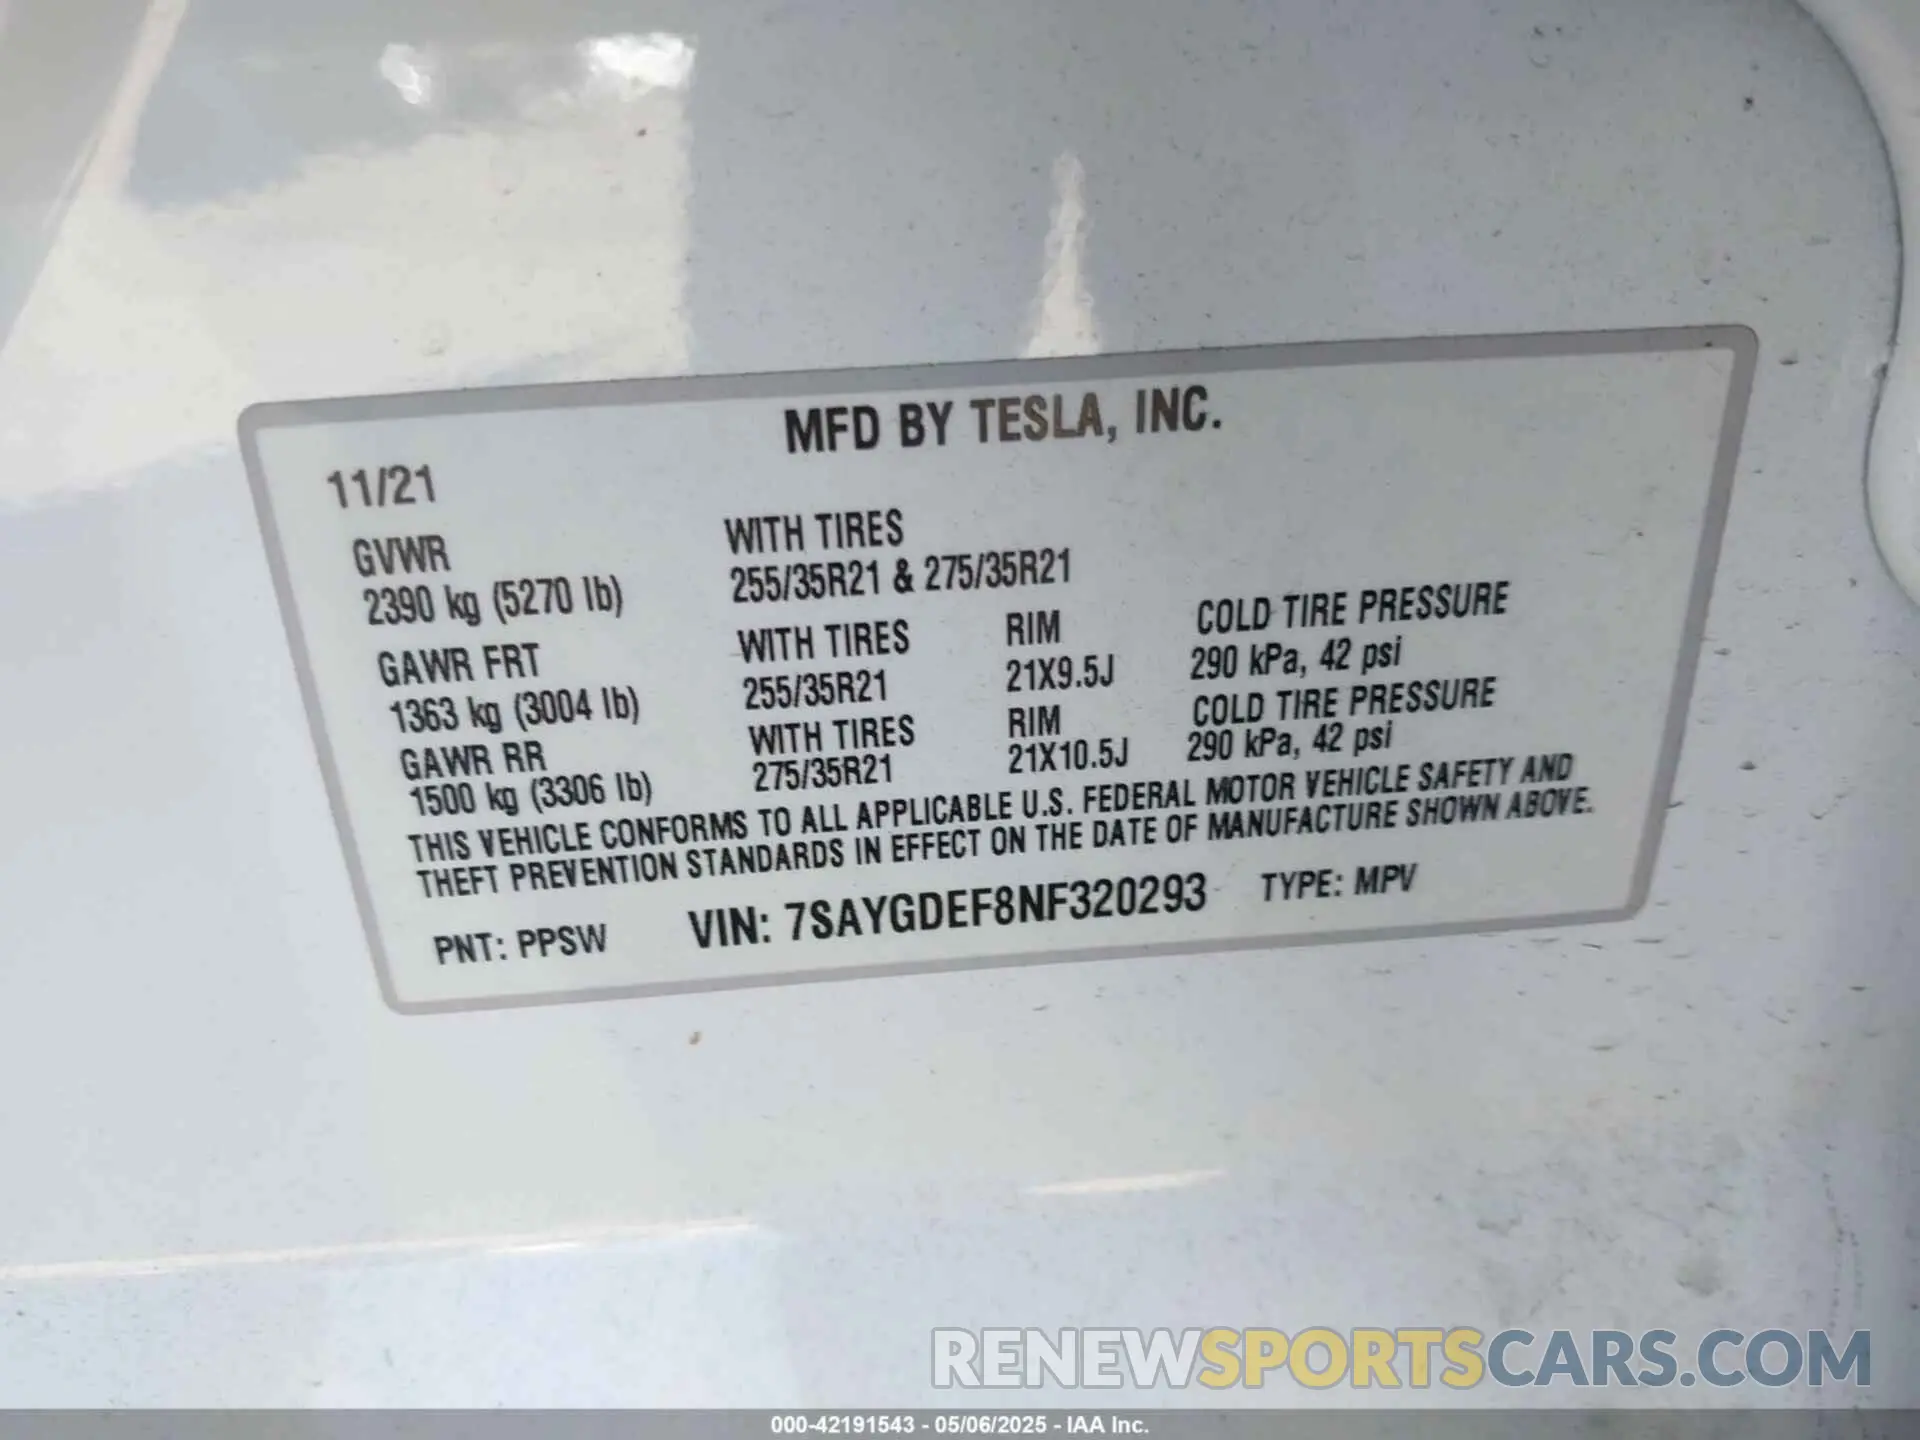 MFD BY TESLA, INC.
11/21
GVWR WITH TIRES
2390 kg (5270 lb) 255/35R21 & 275/35R21
GAWR FRT WITH TIRES RIM COLD TIRE PRESSURE
1363 kg (3004 lb) 255/35R21 21X9.5J 290 kPa, 42 psi
GAWR RR WITH TIRES RIM COLD TIRE PRESSURE
1500 kg (3306 lb) 275/35R21 21X10.5J 290 kPa, 42 psi
THIS VEHICLE CONFORMS TO ALL APPLICABLE U.S. FEDERAL MOTOR VEHICLE SAFETY AND
THEFT PREVENTION STANDARDS IN EFFECT ON THE DATE OF MANUFACTURE SHOWN ABOVE.
PNT: PPSW VIN: 7SAYGDEF8NF320293 TYPE: MPV
RENEWSPORTSCARS.COM
000-42191543 - 05/06/2025 - IAA Inc.